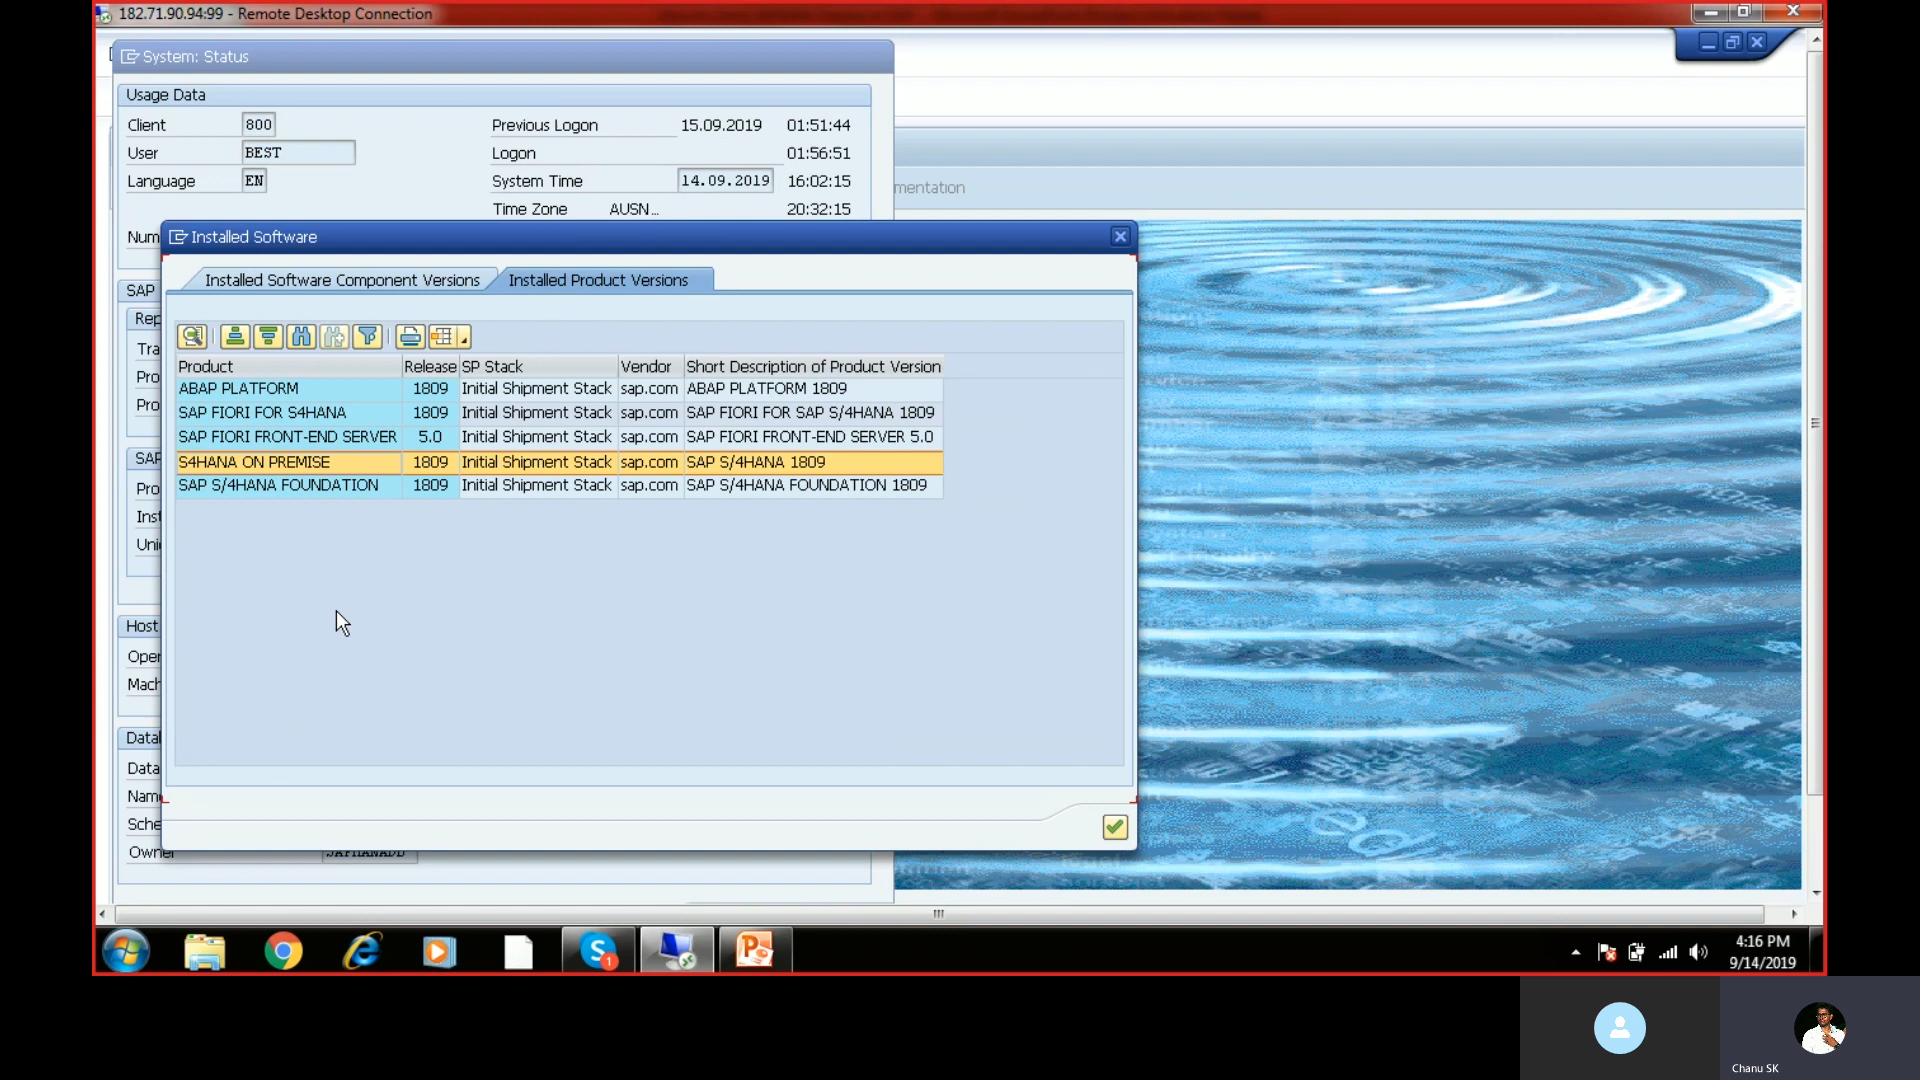 182.71.90.94:99 - Remote Desktop Connection
System: Status
Usage Data
Client 800 Previous Logon 15.09.2019 01:51:44
User BEST Logon 01:56:51
Language EN System Time 14.09.2019 16:02:15
mentation
Time Zone AUSN... 20:32:15
Num
Installed Software
Installed Software Component Versions Installed Product Versions
SAP
Rep
Tra
Pro
Pro
SAP
Pro
Inst
Uni
Product Release SP Stack Vendor Short Description of Product Version
ABAP PLATFORM 1809 Initial Shipment Stack sap.com ABAP PLATFORM 1809
SAP FIORI FOR S4HANA 1809 Initial Shipment Stack sap.com SAP FIORI FOR SAP S/4HANA 1809
SAP FIORI FRONT-END SERVER 5.0 Initial Shipment Stack sap.com SAP FIORI FRONT-END SERVER 5.0
S4HANA ON PREMISE 1809 Initial Shipment Stack sap.com SAP S/4HANA 1809
SAP S/4HANA FOUNDATION 1809 Initial Shipment Stack sap.com SAP S/4HANA FOUNDATION 1809
Host
Oper
Mach
Datal
Data
Nam
Sche
Owner
1
4:16 PM
9/14/2019
Chanu SK